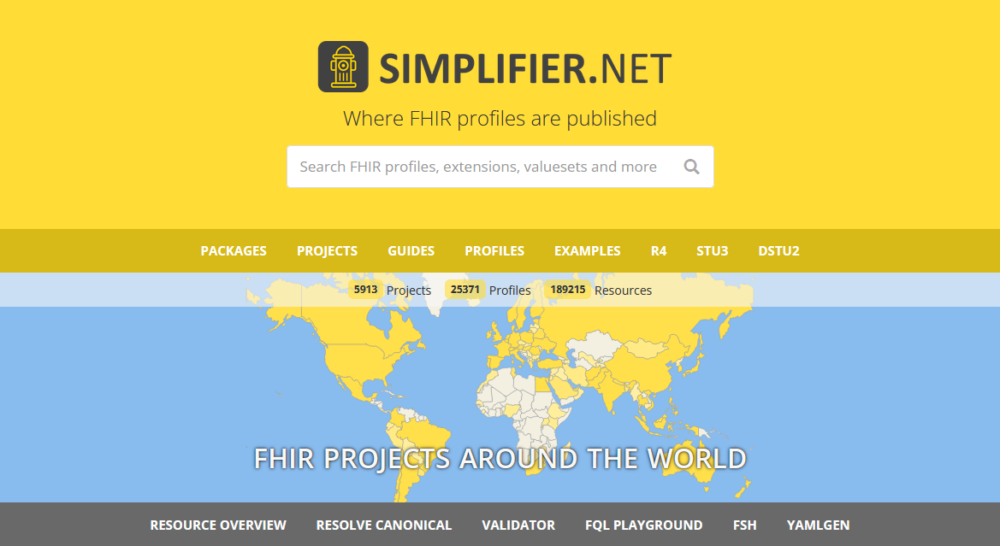 SIMPLIFIER.NET
Where FHIR profiles are published
Search FHIR profiles, extensions, valuesets and more
PACKAGES PROJECTS GUIDES PROFILES EXAMPLES R4 STU3 DSTU2
5913 Projects 25371 Profiles 189215 Resources
FHIR PROJECTS AROUND THE WORLD
RESOURCE OVERVIEW RESOLVE CANONICAL VALIDATOR FQL PLAYGROUND FSH YAMLGEN